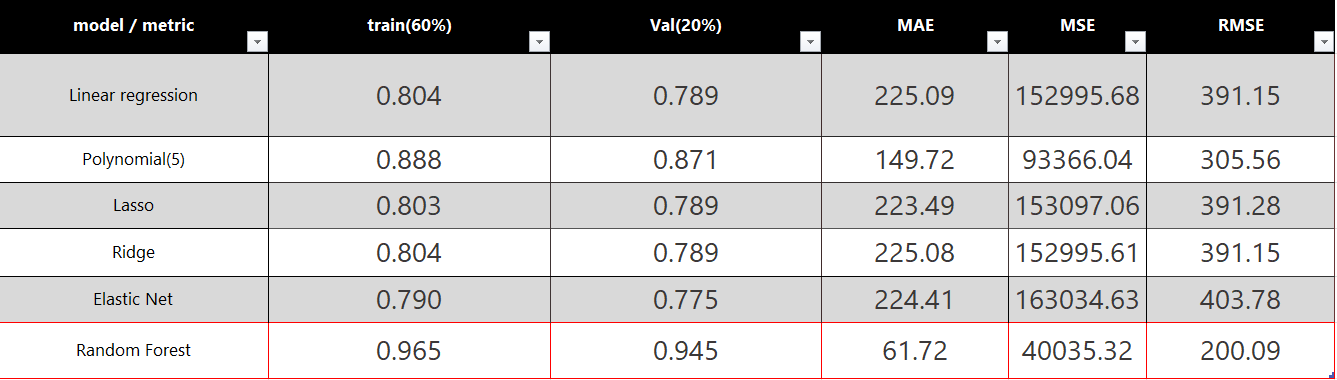 model / metric train(60%) Val(20%) MAE MSE RMSE
Linear regression 0.804 0.789 225.09 152995.68 391.15
Polynomial(5) 0.888 0.871 149.72 93366.04 305.56
Lasso 0.803 0.789 223.49 153097.06 391.28
Ridge 0.804 0.789 225.08 152995.61 391.15
Elastic Net 0.790 0.775 224.41 163034.63 403.78
Random Forest 0.965 0.945 61.72 40035.32 200.09